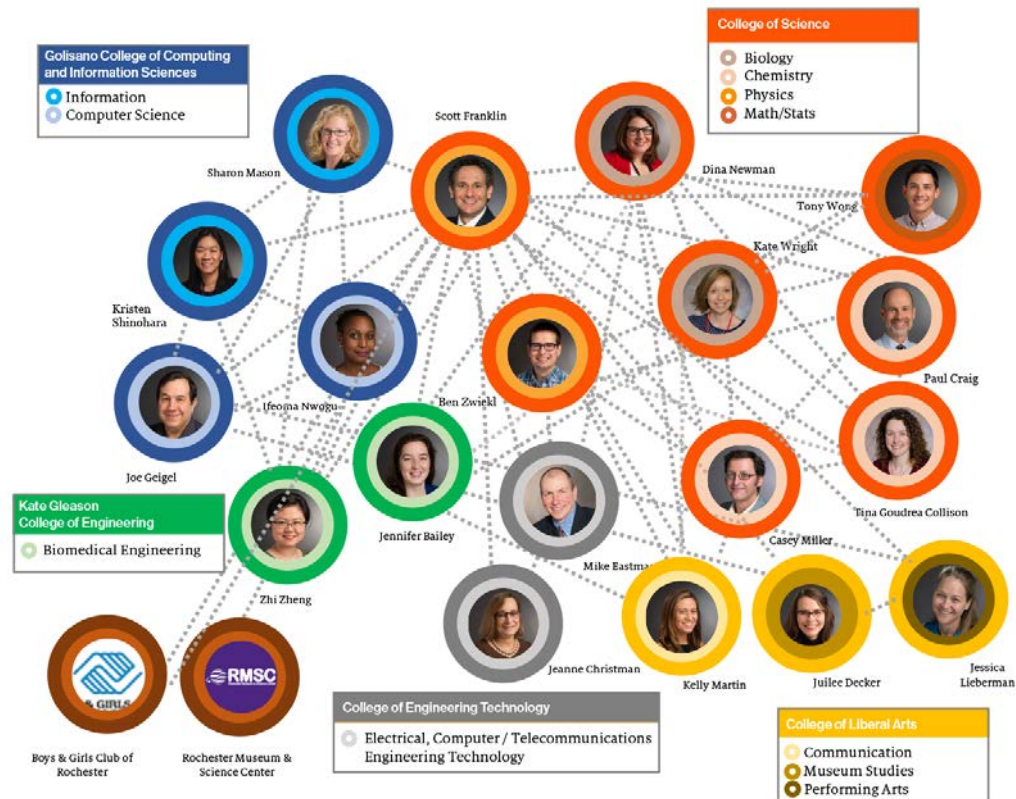 Golisano College of Computing
and Information Sciences
Information
Computer Science
College of Science
Biology
Chemistry
Physics
Math/Stats
Scott Franklin
Sharon Mason
Dina Newman
Tony Wong
Kate Wright
Kristen
Shinohara
Paul Craig
Ifeoma Nwogu
Ben Zwickl
Joe Geigel
Tina Goudrea Collison
Kate Gleason
College of Engineering
Biomedical Engineering
Jennifer Bailey
Casey Miller
Mike Eastma
Zhi Zheng
RMSC
& GIRLS
Jeanne Christman
Kelly Martin
Juilee Decker
Jessica
Lieberman
College of Engineering Technology
Electrical, Computer / Telecommunications
Engineering Technology
College of Liberal Arts
Communication
Museum Studies
Performing Arts
Boys & Girls Club of
Rochester
Rochester Museum &
Science Center